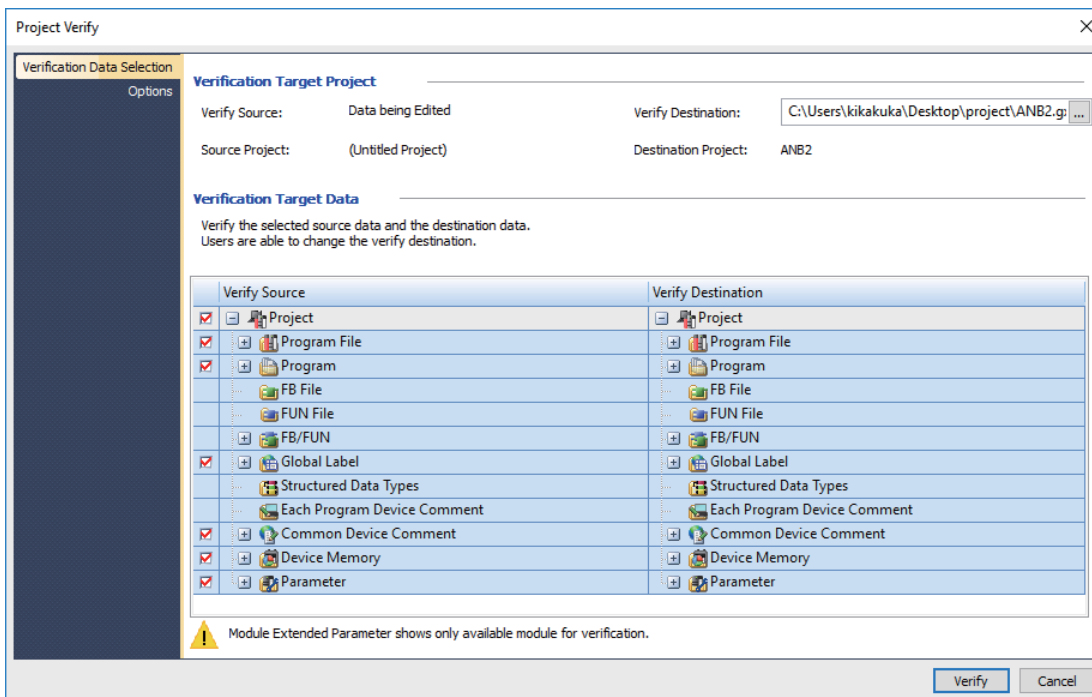 Project Verify
Verification Data Selection
Options
Verification Target Project
Verify Source: Data being Edited Verify Destination: C:\Users\kikakuka\Desktop\project\ANB2.g ...
Source Project: (Untitled Project) Destination Project: ANB2
Verification Target Data
Verify the selected source data and the destination data.
Users are able to change the verify destination.
Verify Source Verify Destination
Project Project
Program File Program File
Program Program
FB File FB File
FUN File FUN File
FB/FUN FB/FUN
Global Label Global Label
Structured Data Types Structured Data Types
Each Program Device Comment Each Program Device Comment
Common Device Comment Common Device Comment
Device Memory Device Memory
Parameter Parameter
Module Extended Parameter shows only available module for verification.
Verify Cancel